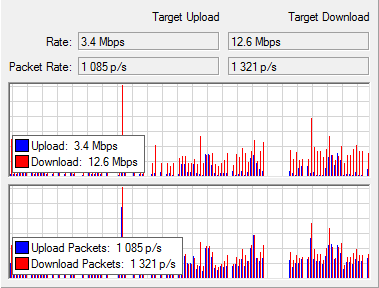 Target Upload Target Download
Rate: 3.4 Mbps 12.6 Mbps
Packet Rate: 1 085 p/s 1 321 p/s
Upload: 3.4 Mbps
Download: 12.6 Mbps
Upload Packets: 1 085 p/s
Download Packets: 1 321 p/s